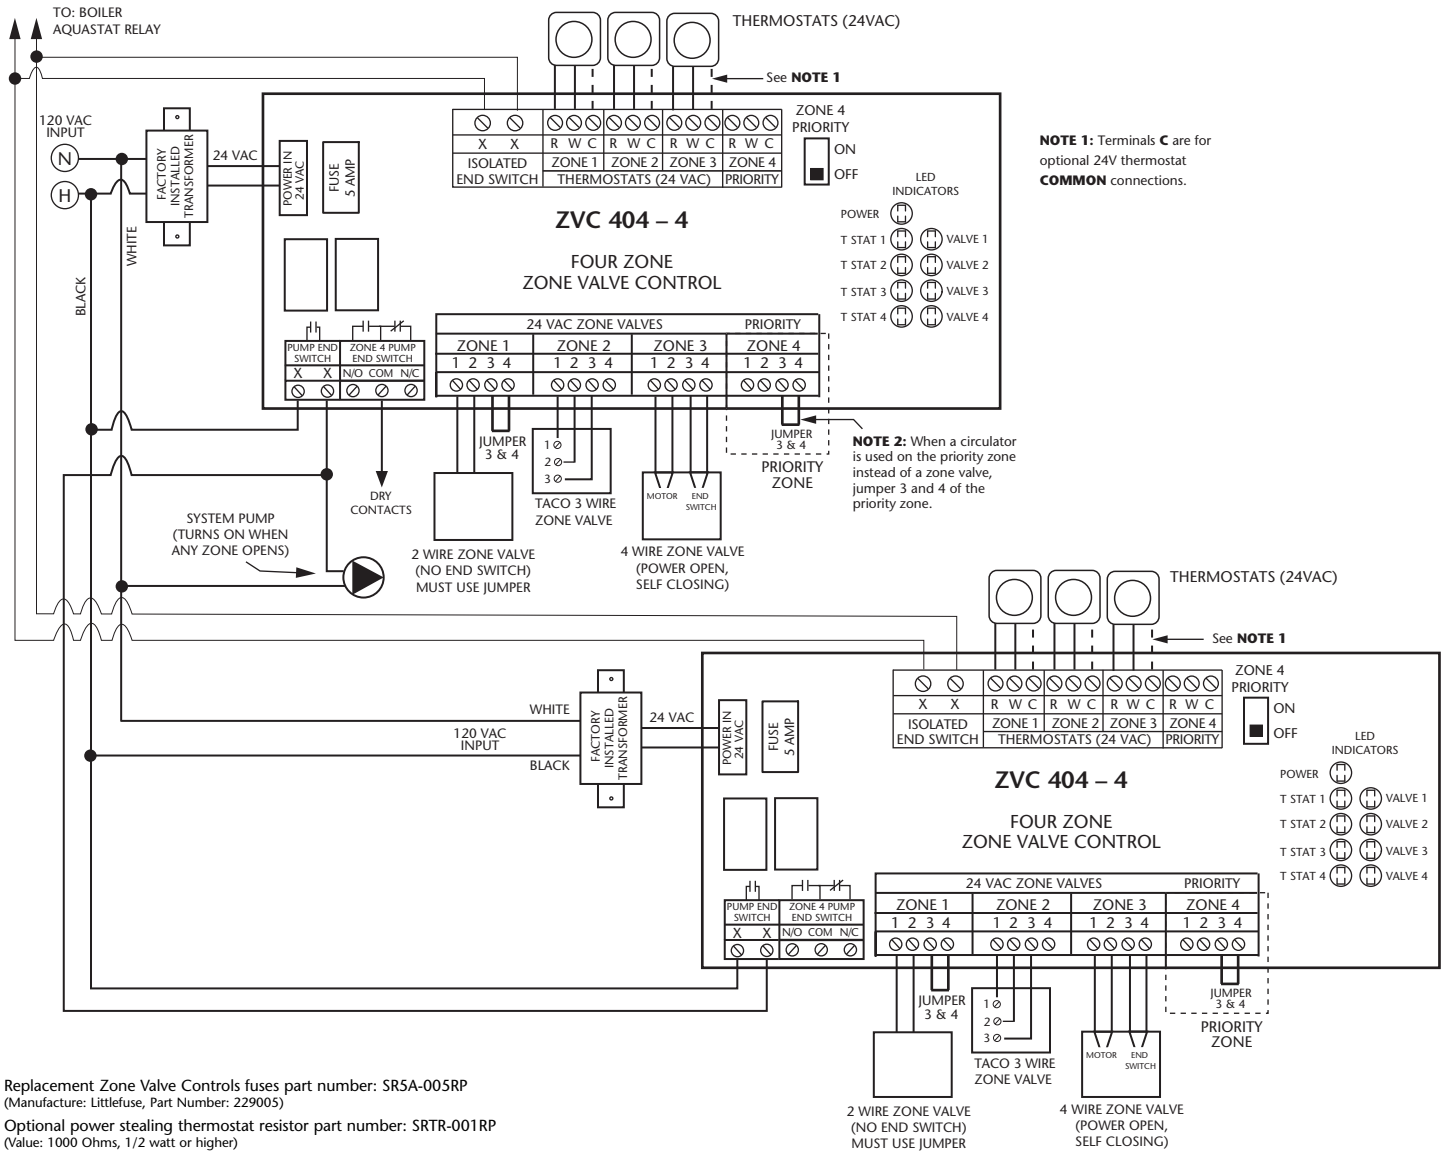 TO: BOILER
AQUASTAT RELAY
THERMOSTATS (24VAC)
See NOTE 1
120 VAC
INPUT
N
H
FACTORY
INSTALLED
TRANSFORMER
24 VAC
POWER IN
24 VAC
FUSE
5 AMP
X X R W C R W C R W C R W C
ISOLATED
END SWITCH
ZONE 1 ZONE 2 ZONE 3 ZONE 4
THERMOSTATS (24 VAC) PRIORITY
ZONE 4
PRIORITY
ON
OFF
NOTE 1: Terminals C are for
optional 24V thermostat
COMMON connections.
LED
INDICATORS
POWER
T STAT 1 VALVE 1
T STAT 2 VALVE 2
T STAT 3 VALVE 3
T STAT 4 VALVE 4
ZVC 404 – 4
FOUR ZONE
ZONE VALVE CONTROL
WHITE
BLACK
PUMP END
SWITCH
X X
ZONE 4 PUMP
END SWITCH
N/O COM N/C
24 VAC ZONE VALVES PRIORITY
ZONE 1 ZONE 2 ZONE 3 ZONE 4
1 2 3 4 1 2 3 4 1 2 3 4 1 2 3 4
JUMPER
3 & 4
1
2
3
JUMPER
3 & 4
PRIORITY
ZONE
NOTE 2: When a circulator
is used on the priority zone
instead of a zone valve,
jumper 3 and 4 of the
priority zone.
DRY
CONTACTS
MOTOR END
SWITCH
TACO 3 WIRE
ZONE VALVE
SYSTEM PUMP
(TURNS ON WHEN
ANY ZONE OPENS)
2 WIRE ZONE VALVE
(NO END SWITCH)
MUST USE JUMPER
4 WIRE ZONE VALVE
(POWER OPEN,
SELF CLOSING)
THERMOSTATS (24VAC)
See NOTE 1
WHITE
120 VAC
INPUT
BLACK
FACTORY
INSTALLED
TRANSFORMER
24 VAC
POWER IN
24 VAC
FUSE
5 AMP
X X R W C R W C R W C R W C
ISOLATED
END SWITCH
ZONE 1 ZONE 2 ZONE 3 ZONE 4
THERMOSTATS (24 VAC) PRIORITY
ZONE 4
PRIORITY
ON
OFF
LED
INDICATORS
POWER
T STAT 1 VALVE 1
T STAT 2 VALVE 2
T STAT 3 VALVE 3
T STAT 4 VALVE 4
ZVC 404 – 4
FOUR ZONE
ZONE VALVE CONTROL
PUMP END
SWITCH
X X
ZONE 4 PUMP
END SWITCH
N/O COM N/C
24 VAC ZONE VALVES PRIORITY
ZONE 1 ZONE 2 ZONE 3 ZONE 4
1 2 3 4 1 2 3 4 1 2 3 4 1 2 3 4
JUMPER
3 & 4
1
2
3
JUMPER
3 & 4
PRIORITY
ZONE
MOTOR END
SWITCH
TACO 3 WIRE
ZONE VALVE
2 WIRE ZONE VALVE
(NO END SWITCH)
MUST USE JUMPER
4 WIRE ZONE VALVE
(POWER OPEN,
SELF CLOSING)
Replacement Zone Valve Controls fuses part number: SR5A-005RP
(Manufacture: Littlefuse, Part Number: 229005)
Optional power stealing thermostat resistor part number: SRTR-001RP
(Value: 1000 Ohms, 1/2 watt or higher)